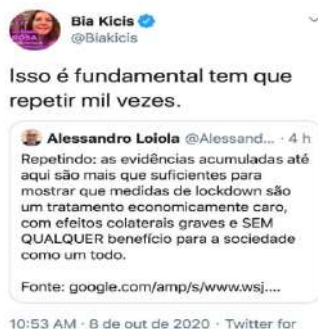 Bia Kicis
@Biakicis
Isso é fundamental tem que
repetir mil vezes.
Alessandro Loiola @Alessand... · 4 h
Repetindo: as evidências acumuladas até
aqui são mais que suficientes para
mostrar que medidas de lockdown são
um tratamento economicamente caro,
com efeitos colaterais graves e SEM
QUALQUER benefício para a sociedade
como um todo.
Fonte: google.com/amp/s/www.wsj....
10:53 AM · 8 de out de 2020 · Twitter for